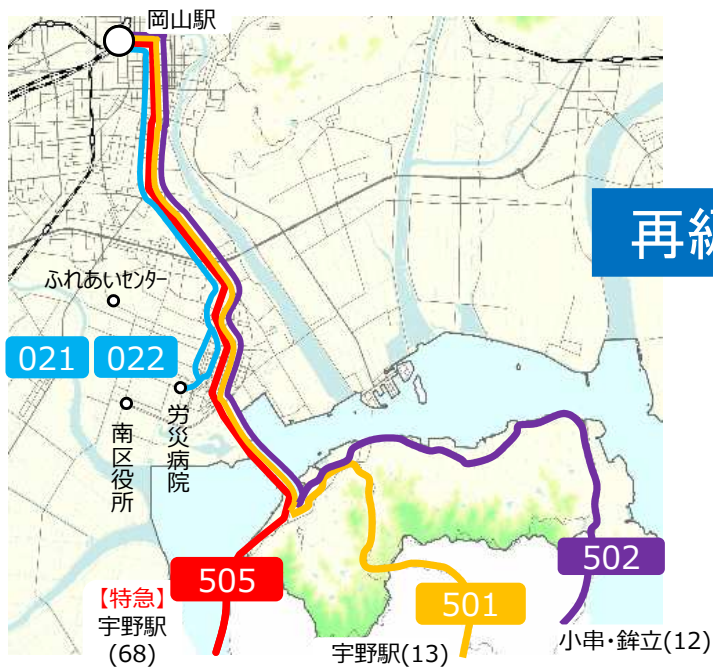 岡山駅
再編
ふれあいセンター
021
022
労災病院
南区役所
505
502
501
【特急】
宇野駅
(68)
宇野駅(13)
小串・鉾立(12)